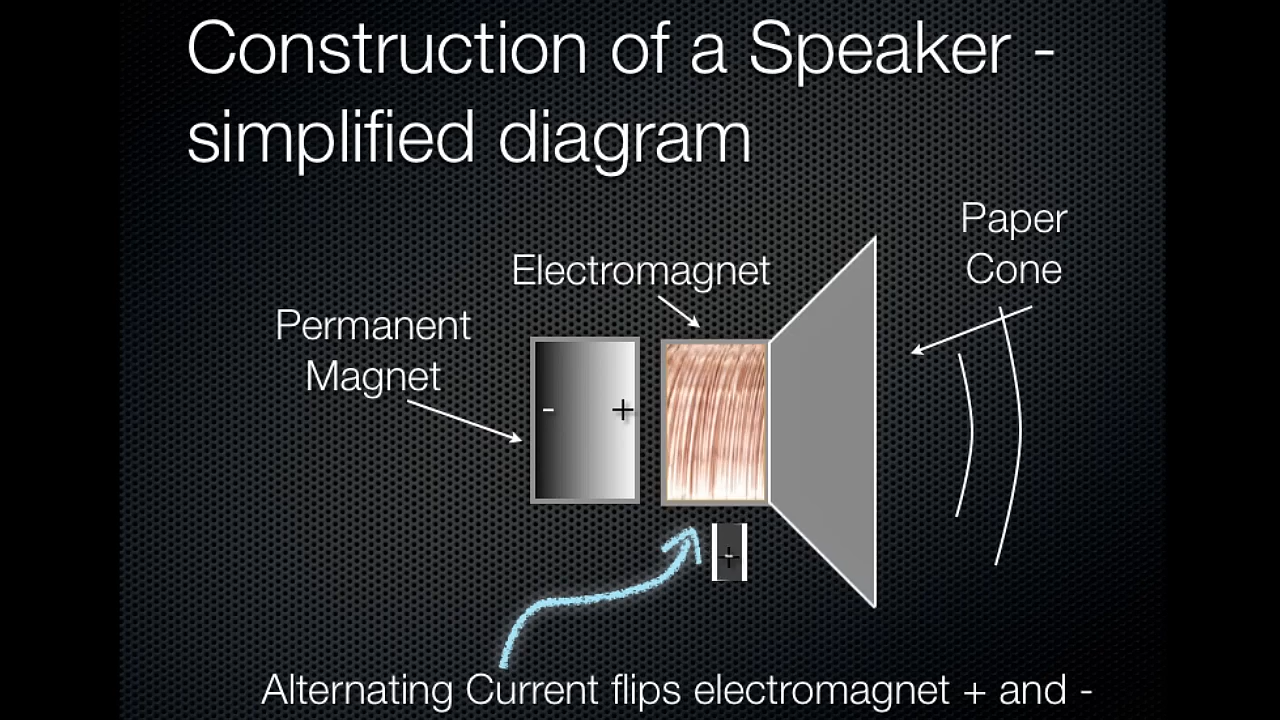 Construction of a Speaker -
simplified diagram
Paper
Cone
Electromagnet
Permanent
Magnet
- +
Alternating Current flips electromagnet + and -